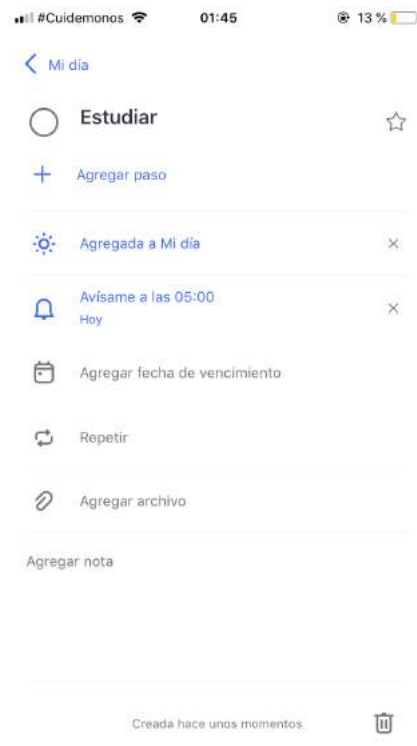 #Cuidemonos 01:45 13 %
Mi día
Estudiar
Agregar paso
Agregada a Mi día
Avísame a las 05:00
Hoy
Agregar fecha de vencimiento
Repetir
Agregar archivo
Agregar nota
Creada hace unos momentos